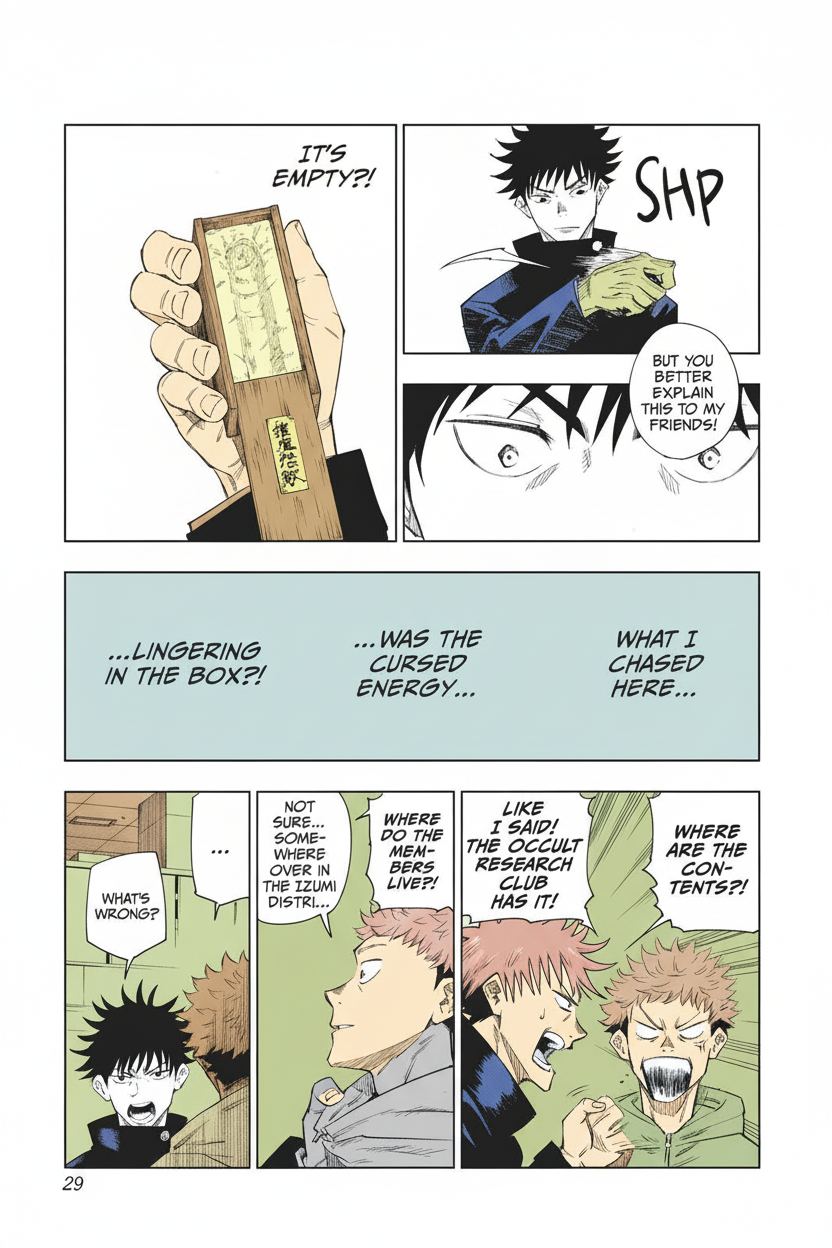 BUT YOU
BETTER
EXPLAIN
THIS TO MY
FRIENDS!
SHP
IT'S
EMPTY?!
WHAT I
CHASED
HERE...
...WAS THE
CURSED
ENERGY...
...LINGERING
IN THE BOX?!
WHERE
ARE THE
CON-
TENTS?!
LIKE
I SAID!
THE OCCULT
RESEARCH
CLUB
HAS IT!
WHERE
DO THE
MEM-
BERS
LIVE?!
NOT
SURE...
SOME-
WHERE
OVER IN
THE IZUMI
DISTRI...
...
WHAT'S
WRONG?
29